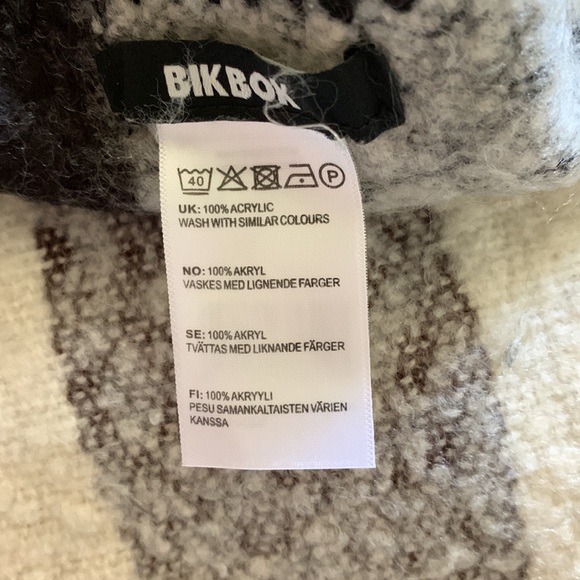 BIKBOK
40 P
UK: 100% ACRYLIC
WASH WITH SIMILAR COLOURS
NO: 100% AKRYL
VASKES MED LIGNENDE FARGER
SE: 100% AKRYL
TVÄTTAS MED LIKNANDE FÄRGER
FI: 100% AKRYYLI
PESU SAMANKALTAISTEN VÄRIEN
KANSSA